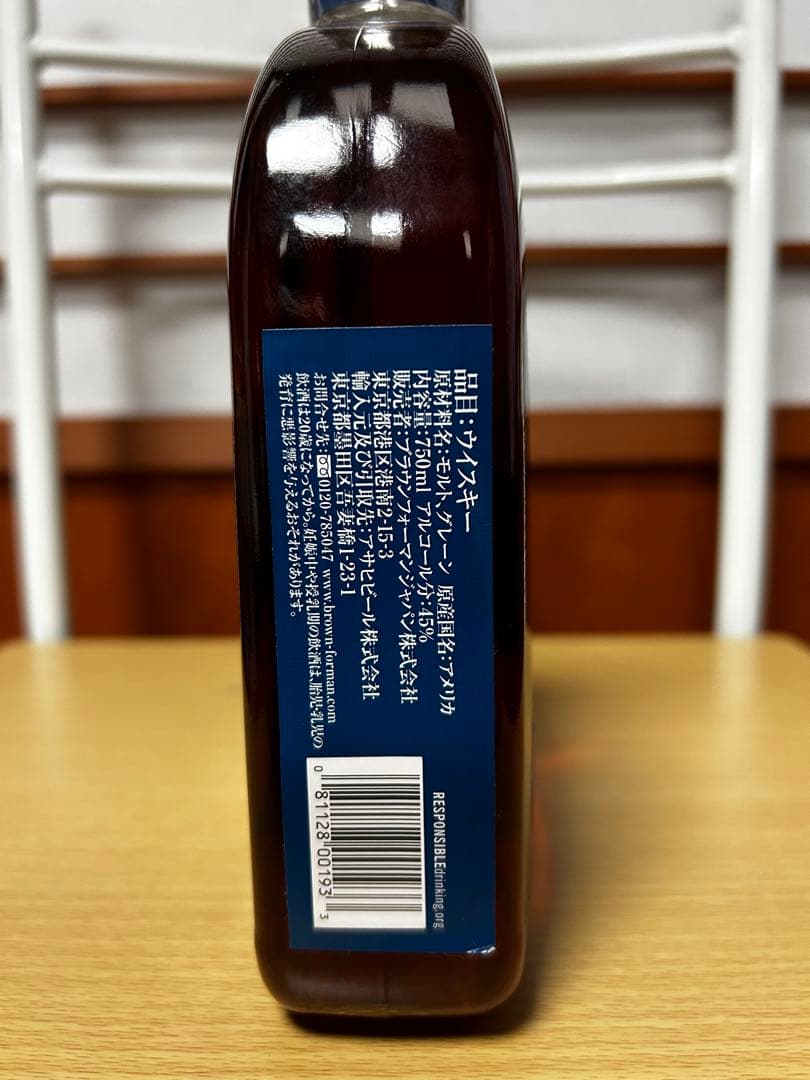 品目:ウイスキー
原材料名:モルト、グレーン 原産国名:アメリカ
内容量:750ml アルコール分:45%
販売者:ブラウンフォーマンジャパン株式会社
東京都港区港南2-15-3
輸入元及び引取先:アサヒビール株式会社
東京都墨田区吾妻橋1-23-1
お問合せ先:0120-785047 www.brown-forman.com
飲酒は20歳になってから。妊娠中や授乳期の飲酒は、胎児・乳児の
発育に悪影響を与えるおそれがあります。
RESPONSIBLEdrinking.org
0 81128 00193 3